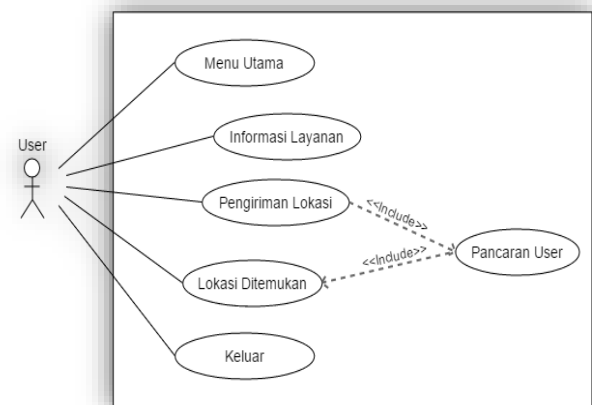 Menu Utama
User
Informasi Layanan
Pengiriman Lokasi
<<Include>>
Pancaran User
<<Include>>
Lokasi Ditemukan
Keluar